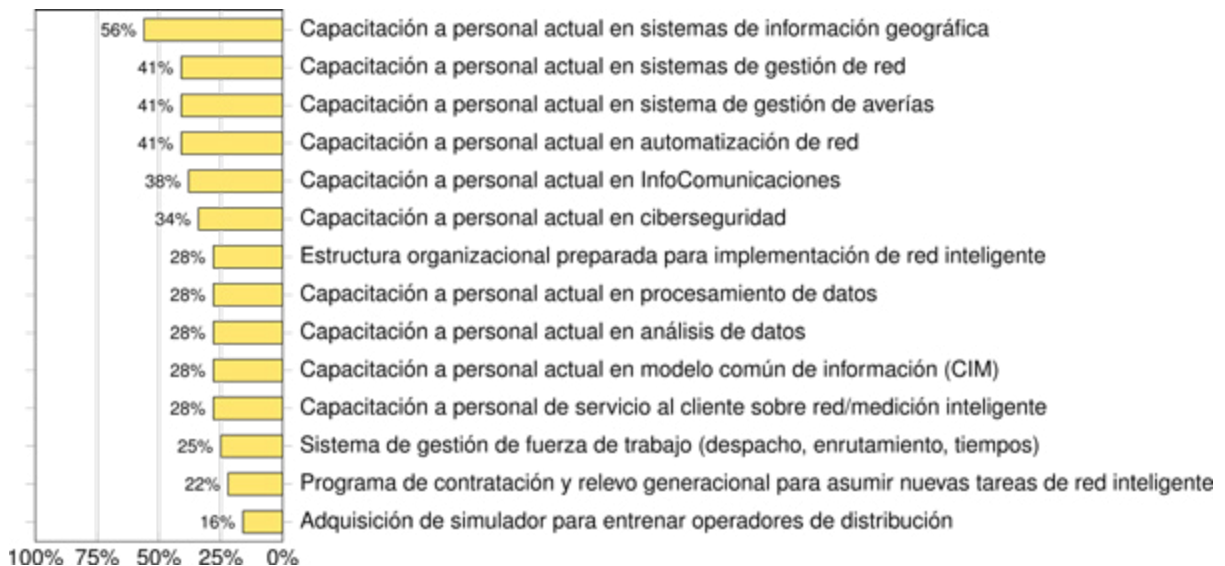 56% Capacitación a personal actual en sistemas de información geográfica
41% Capacitación a personal actual en sistemas de gestión de red
41% Capacitación a personal actual en sistema de gestión de averías
41% Capacitación a personal actual en automatización de red
38% Capacitación a personal actual en InfoComunicaciones
34% Capacitación a personal actual en ciberseguridad
28% Estructura organizacional preparada para implementación de red inteligente
28% Capacitación a personal actual en procesamiento de datos
28% Capacitación a personal actual en análisis de datos
28% Capacitación a personal actual en modelo común de información (CIM)
28% Capacitación a personal de servicio al cliente sobre red/medición inteligente
25% Sistema de gestión de fuerza de trabajo (despacho, enrutamiento, tiempos)
22% Programa de contratación y relevo generacional para asumir nuevas tareas de red inteligente
16% Adquisición de simulador para entrenar operadores de distribución
100% 75% 50% 25% 0%